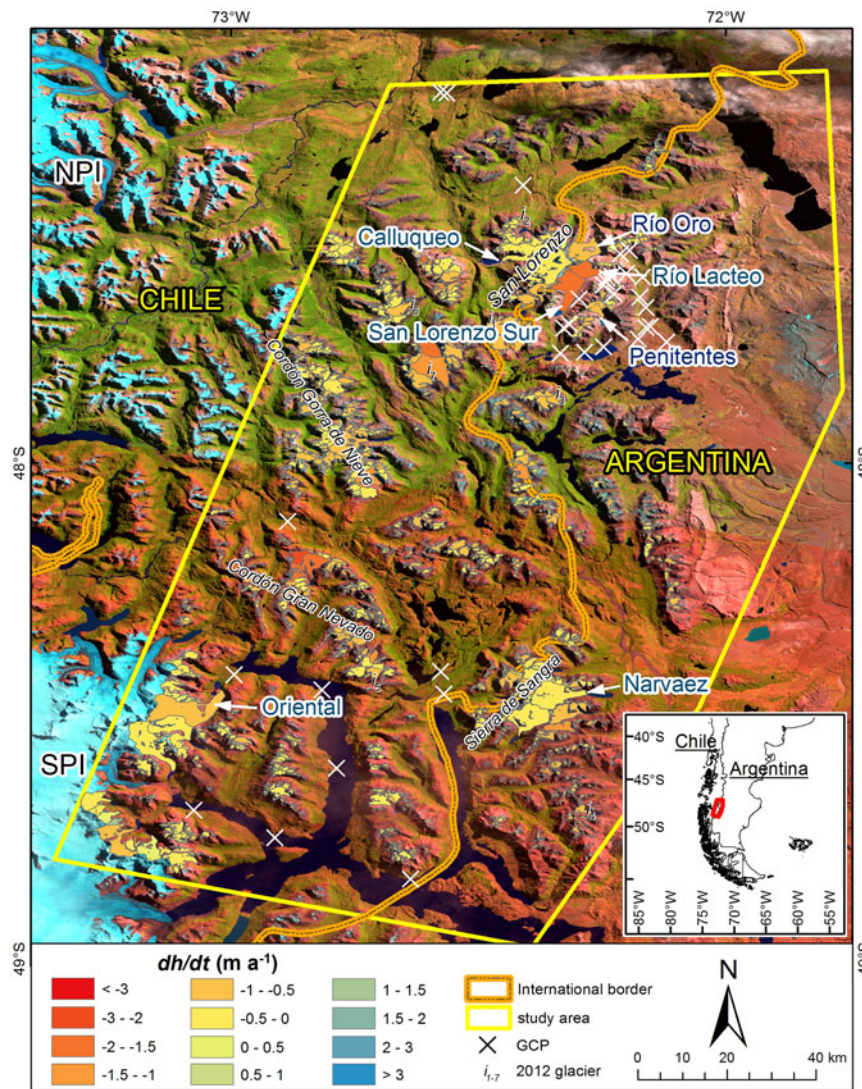 73°W
72°W
NPI
Calluqueo
San Lorenzo
Río Oro
Río Lacteo
CHILE
San Lorenzo Sur
Penitentes
Cordón Gorra de Nieve
48°S
48°S
ARGENTINA
Cordón Gran Nevado
Sierra de Sangra
Narvaez
Oriental
SPI
40°S
Chile
Argentina
45°S
50°S
85°W
80°W
75°W
70°W
65°W
60°W
55°W
49°S
49°S
dh/dt (m a⁻¹)
< -3
-3 - -2
-2 - -1.5
-1.5 - -1
-1 - -0.5
-0.5 - 0
0 - 0.5
0.5 - 1
1 - 1.5
1.5 - 2
2 - 3
> 3
International border
study area
GCP
i₁₋₇ 2012 glacier
N
0 10 20 40 km